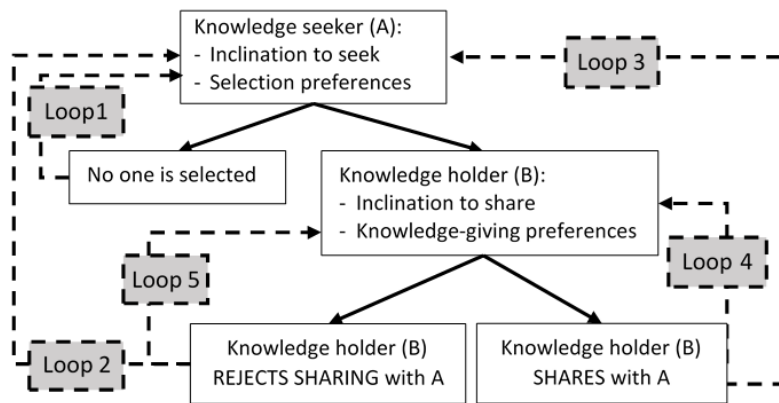 Knowledge seeker (A):
- Inclination to seek
- Selection preferences
Loop 3
Loop1
No one is selected
Knowledge holder (B):
- Inclination to share
- Knowledge-giving preferences
Loop 5
Loop 4
Loop 2
Knowledge holder (B)
REJECTS SHARING with A
Knowledge holder (B)
SHARES with A